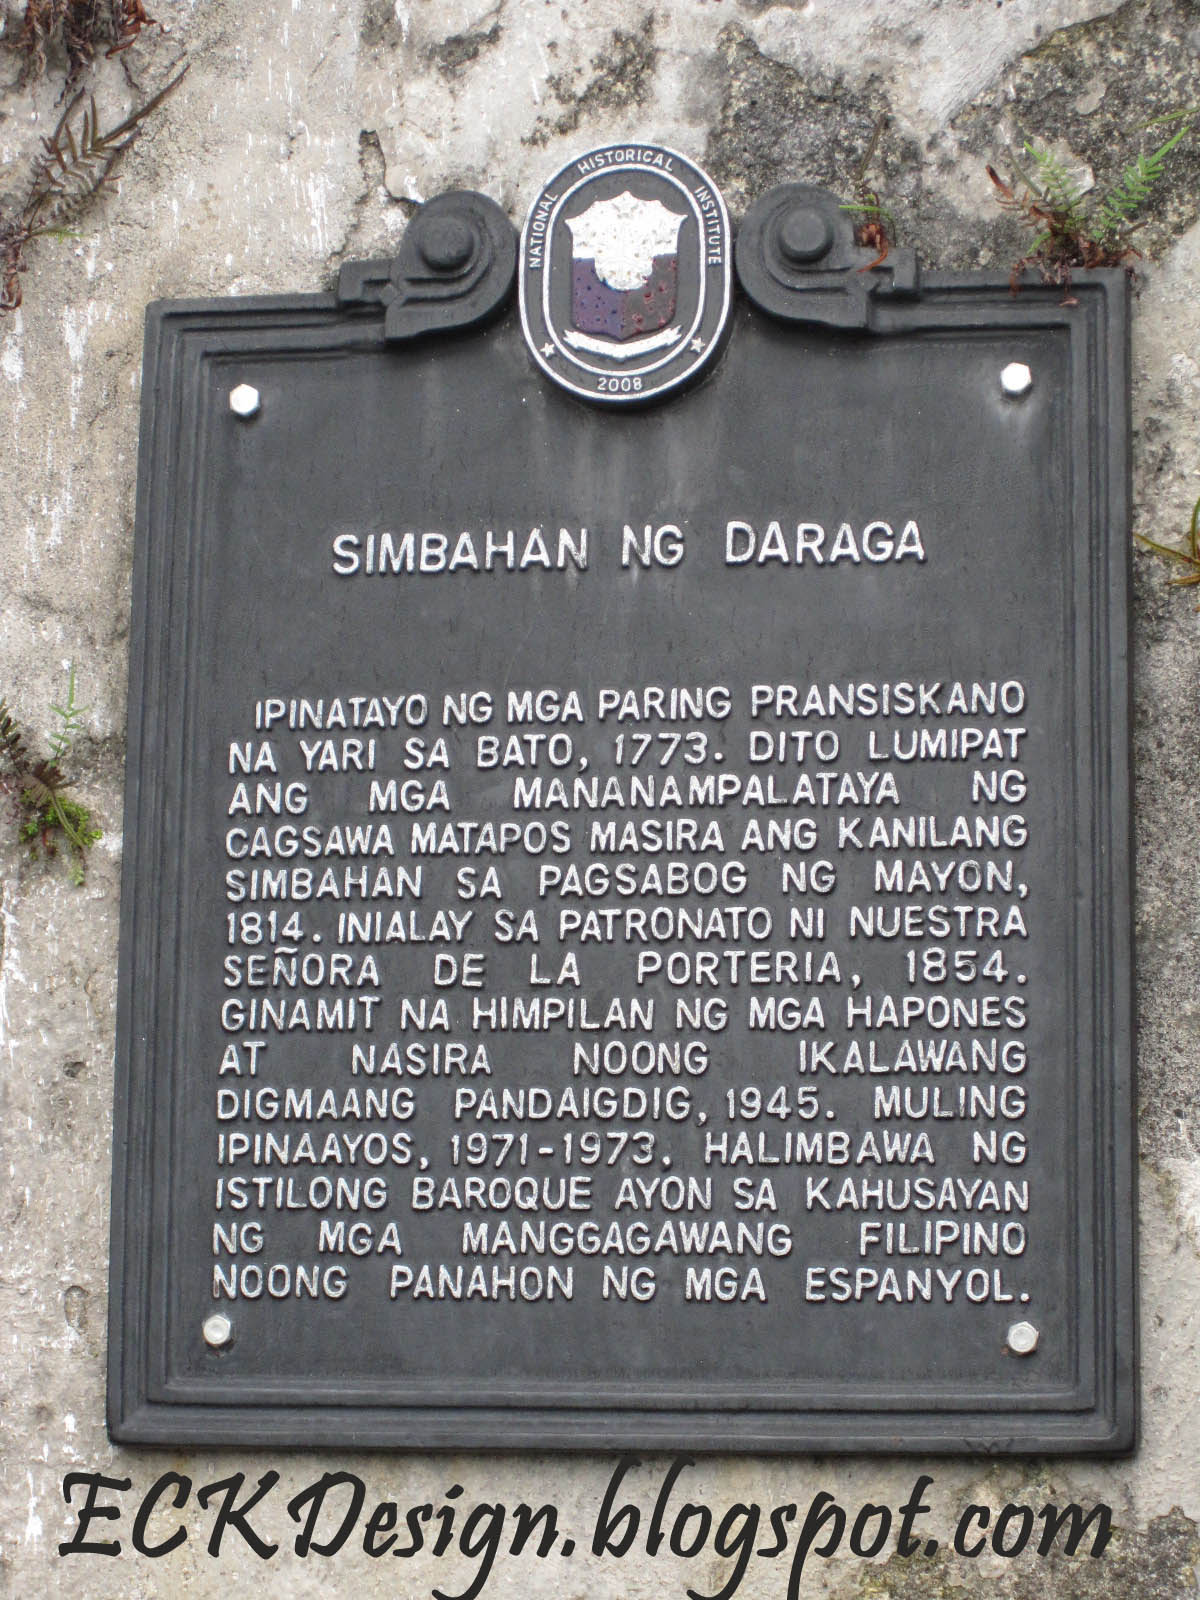 NATIONAL HISTORICAL INSTITUTE
2008
SIMBAHAN NG DARAGA
IPINATAYO NG MGA PARING PRANSISKANO
NA YARI SA BATO, 1773. DITO LUMIPAT
ANG MGA MANANAMPALATAYA NG
CAGSAWA MATAPOS MASIRA ANG KANILANG
SIMBAHAN SA PAGSABOG NG MAYON,
1814. INIALAY SA PATRONATO NI NUESTRA
SEÑORA DE LA PORTERIA, 1854.
GINAMIT NA HIMPILAN NG MGA HAPONES
AT NASIRA NOONG IKALAWANG
DIGMAANG PANDAIGDIG, 1945. MULING
IPINAAYOS, 1971-1973. HALIMBAWA NG
ISTILONG BAROQUE AYON SA KAHUSAYAN
NG MGA MANGGAGAWANG FILIPINO
NOONG PANAHON NG MGA ESPANYOL.
ECKDesign.blogspot.com